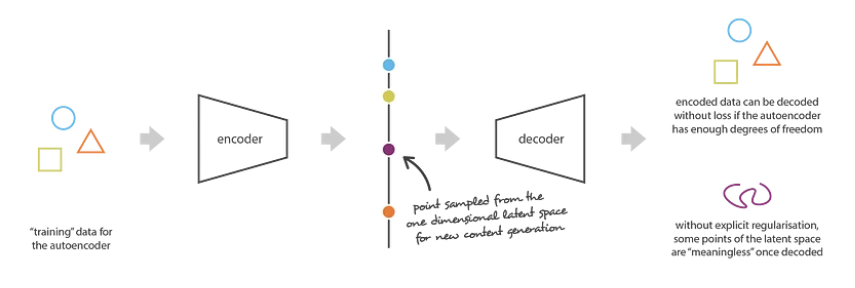 "training" data for
the autoencoder
encoder
point sampled from the
one dimensional latent space
for new content generation
decoder
encoded data can be decoded
without loss if the autoencoder
has enough degrees of freedom
without explicit regularisation,
some points of the latent space
are "meaningless" once decoded